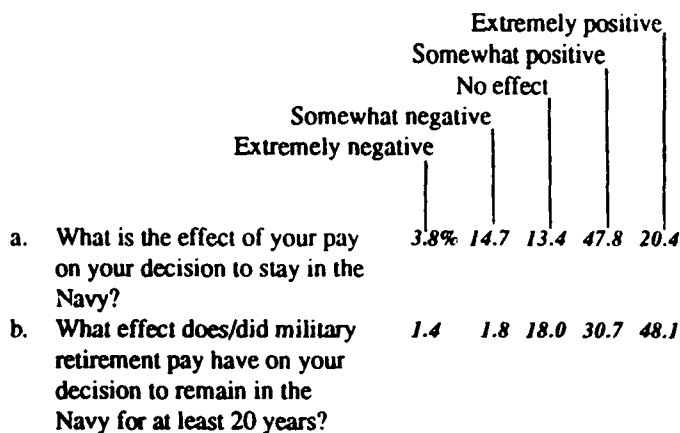 Extremely positive
Somewhat positive
No effect
Somewhat negative
Extremely negative
a. What is the effect of your pay 3.8% 14.7 13.4 47.8 20.4
on your decision to stay in the
Navy?
b. What effect does/did military 1.4 1.8 18.0 30.7 48.1
retirement pay have on your
decision to remain in the
Navy for at least 20 years?